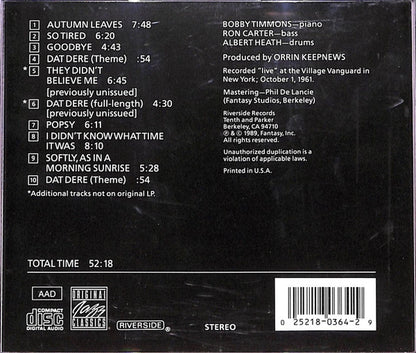 1 AUTUMN LEAVES 7:48
2 SO TIRED 6:20
3 GOODBYE 4:43
4 DAT DERE (Theme) :54
* 5 THEY DIDN'T
BELIEVE ME 6:45
[previously unissued]
* 6 DAT DERE (full-length) 4:30
[previously unissued]
7 POPSY 6:11
8 I DIDN'T KNOW WHAT TIME
IT WAS 8:10
9 SOFTLY, AS IN A
MORNING SUNRISE 5:28
10 DAT DERE (Theme) :54
*Additional tracks not on original LP.
BOBBY TIMMONS—piano
RON CARTER—bass
ALBERT HEATH—drums
Produced by ORRIN KEEPNEWS
Recorded "live" at the Village Vanguard in
New York; October 1, 1961.
Mastering—Phil De Lancie
(Fantasy Studios, Berkeley)
Riverside Records
Tenth and Parker
Berkeley, CA 94710
℗ & © 1989, Fantasy, Inc.
All rights reserved.
Unauthorized duplication is a
violation of applicable laws.
Printed in U.S.A.
TOTAL TIME 52:18
AAD
COMPACT
disc
DIGITAL AUDIO
ORIGINAL
Jazz
CLASSICS
RIVERSIDE
STEREO
0 25218-0364-2 9